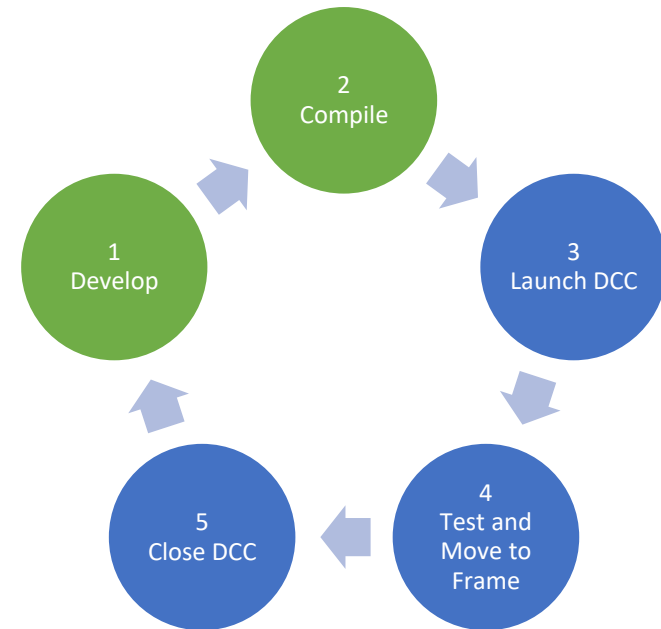 1
Develop
2
Compile
3
Launch DCC
4
Test and
Move to
Frame
5
Close DCC